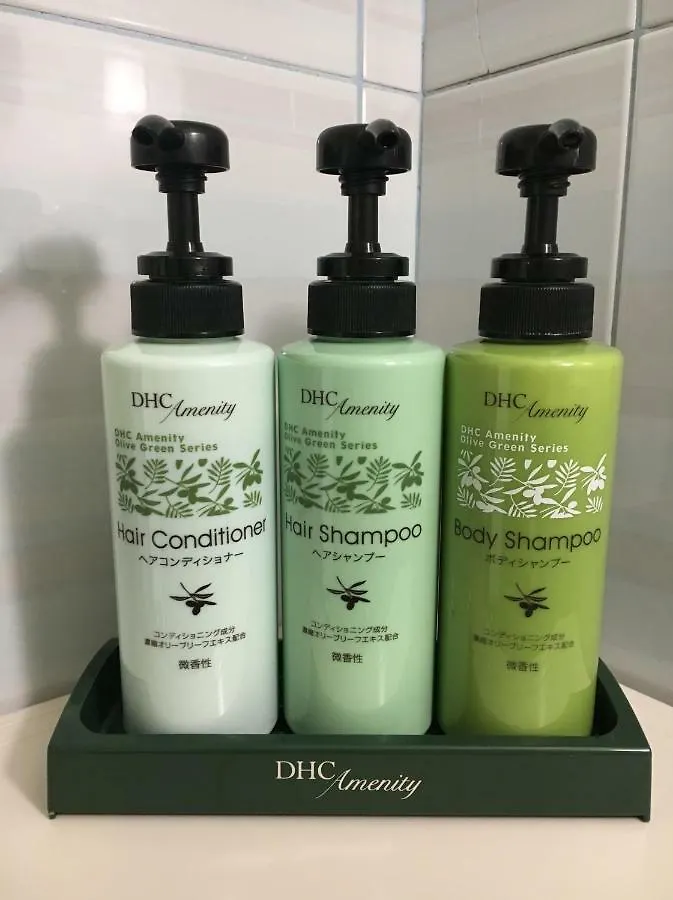 DHC Amenity
DHC Amenity
Olive Green Series
Hair Conditioner
ヘアコンディショナー
コンディショニング成分
濃縮オリーブリーフエキス配合
微香性
DHC Amenity
DHC Amenity
Olive Green Series
Hair Shampoo
ヘアシャンプー
コンディショニング成分
濃縮オリーブリーフエキス配合
微香性
DHC Amenity
DHC Amenity
Olive Green Series
Body Shampoo
ボディシャンプー
コンディショニング成分
濃縮オリーブリーフエキス配合
微香性
DHC Amenity